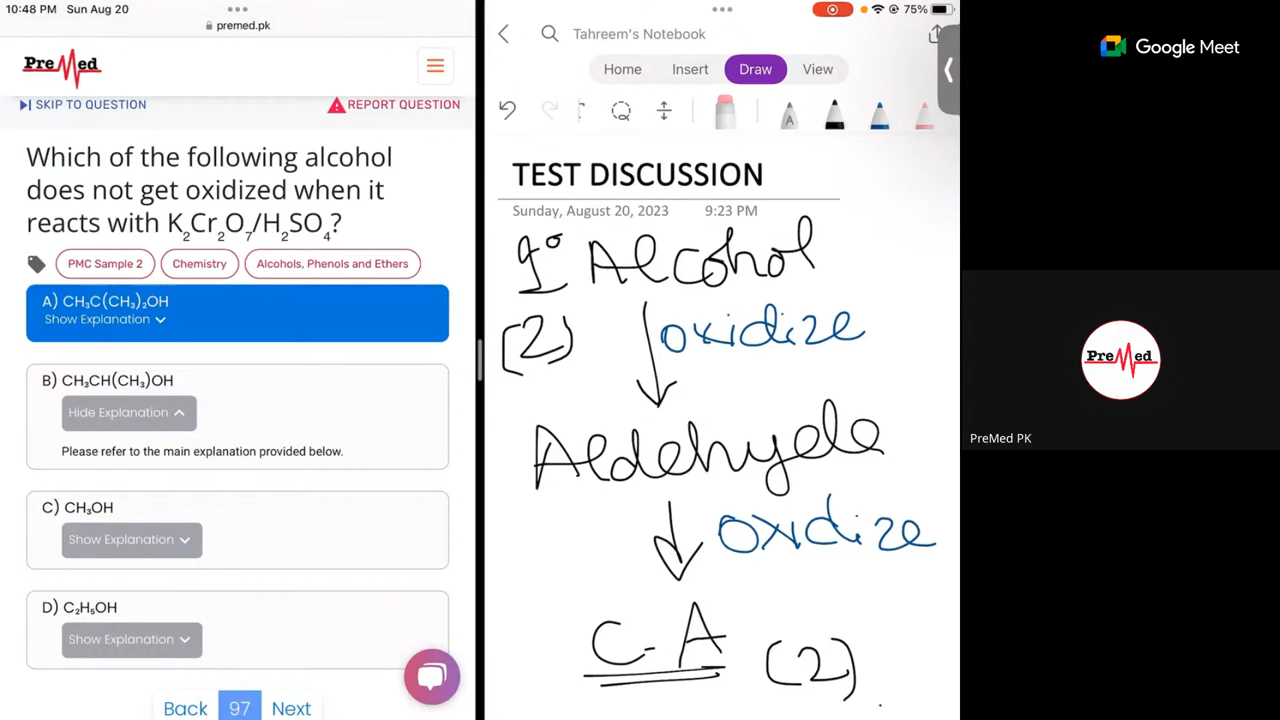 10:48 PM Sun Aug 20
premed.pk
PreMed
SKIP TO QUESTION
REPORT QUESTION
Which of the following alcohol
does not get oxidized when it
reacts with K₂Cr₂O₇/H₂SO₄?
PMC Sample 2
Chemistry
Alcohols, Phenols and Ethers
A) CH₃C(CH₃)₂OH
Show Explanation
B) CH₃CH(CH₃)OH
Hide Explanation
Please refer to the main explanation provided below.
C) CH₃OH
Show Explanation
D) C₂H₅OH
Show Explanation
Back 97 Next
75%
Tahreem's Notebook
Home Insert Draw View
A
TEST DISCUSSION
Sunday, August 20, 2023 9:23 PM
1° Alcohol
(2) oxidize
Aldehyde
oxidize
C-A (2)
Google Meet
PreMed
PreMed PK